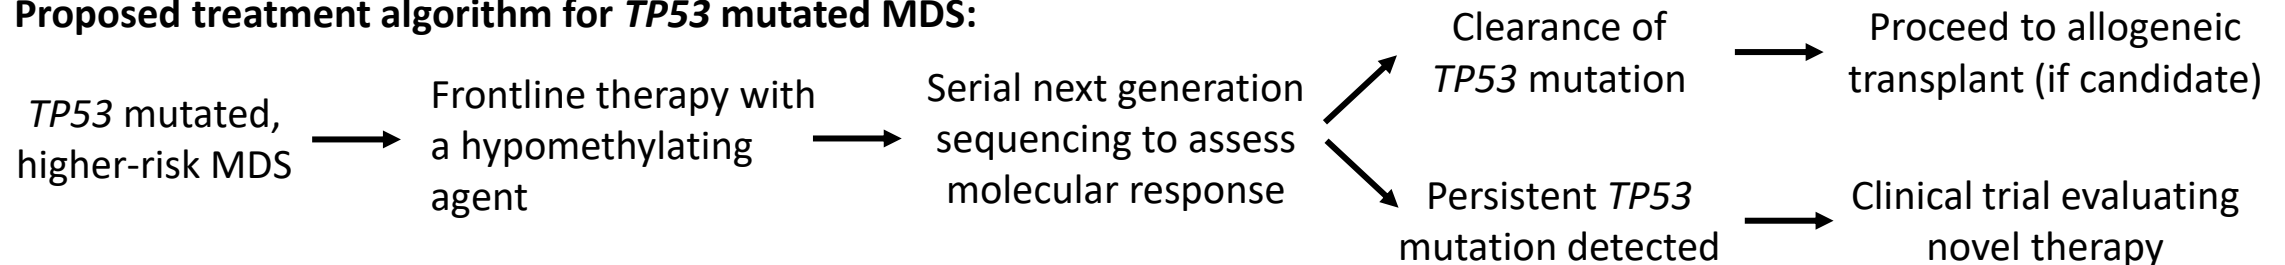 Proposed treatment algorithm for TP53 mutated MDS:
TP53 mutated,
higher-risk MDS
Frontline therapy with
a hypomethylating
agent
Serial next generation
sequencing to assess
molecular response
Clearance of
TP53 mutation
Proceed to allogeneic
transplant (if candidate)
Persistent TP53
mutation detected
Clinical trial evaluating
novel therapy